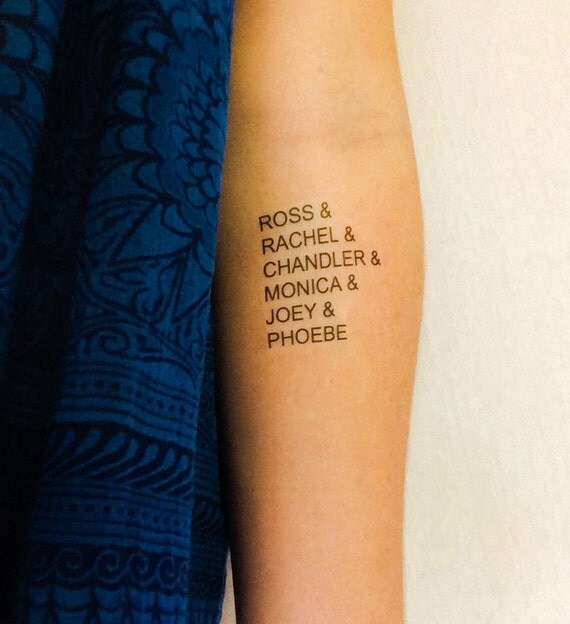 ROSS &
RACHEL &
CHANDLER &
MONICA &
JOEY &
PHOEBE